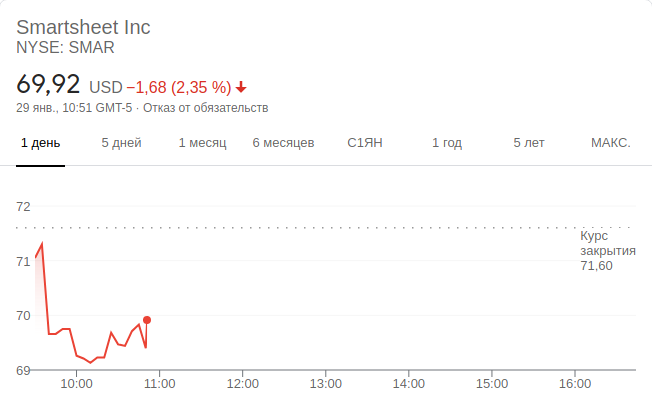 Smartsheet Inc
NYSE: SMAR
69,92 USD −1,68 (2,35 %)
29 янв., 10:51 GMT-5 · Отказ от обязательств
1 день 5 дней 1 месяц 6 месяцев С1ЯН 1 год 5 лет МАКС.
72
Курс
закрытия
71,60
71
70
69
10:00 11:00 12:00 13:00 14:00 15:00 16:00